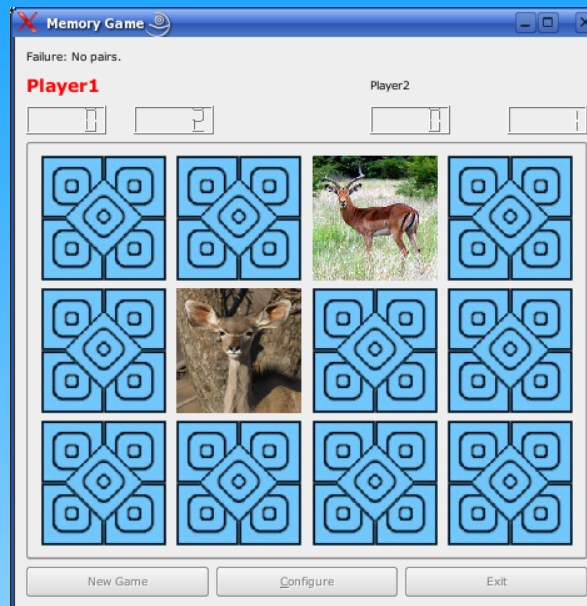 Memory Game
Failure: No pairs.
Player1
Player2
0 2 0 1
New Game Configure Exit